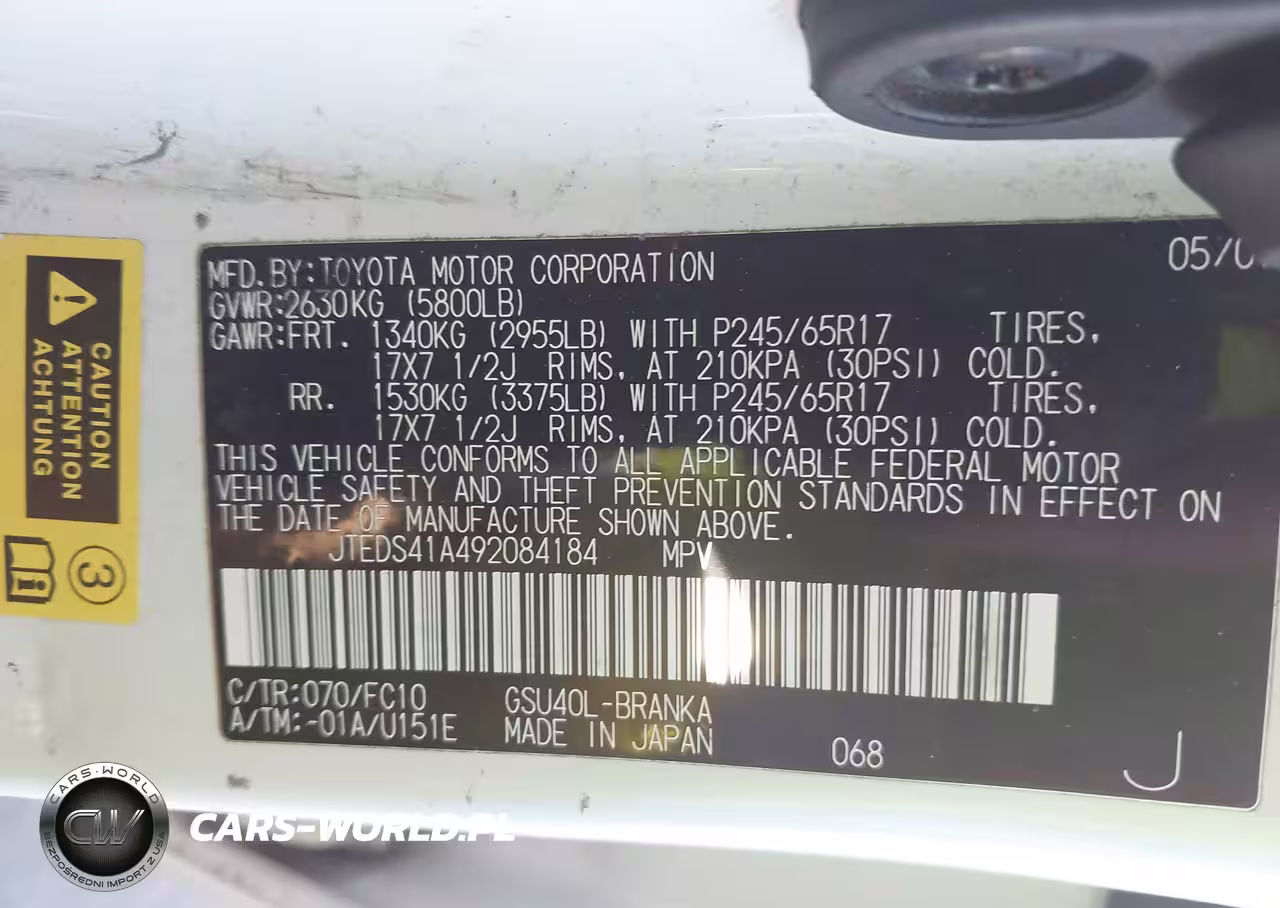 MFD.BY:TOYOTA MOTOR CORPORATION 05/0
GVWR:2630KG (5800LB)
GAWR:FRT. 1340KG (2955LB) WITH P245/65R17 TIRES,
17X7 1/2J RIMS, AT 210KPA (30PSI) COLD.
RR. 1530KG (3375LB) WITH P245/65R17 TIRES,
17X7 1/2J RIMS, AT 210KPA (30PSI) COLD.
THIS VEHICLE CONFORMS TO ALL APPLICABLE FEDERAL MOTOR
VEHICLE SAFETY AND THEFT PREVENTION STANDARDS IN EFFECT ON
THE DATE OF MANUFACTURE SHOWN ABOVE.
JTEDS41A492084184 MPV
C/TR:070/FC10 GSU40L-BRANKA
A/TM:-01A/U151E MADE IN JAPAN
068
J
CAUTION
ATTENTION
ACHTUNG
3
CARS-WORLD
CW
BEZPOŚREDNI IMPORT Z USA
CARS-WORLD.PL